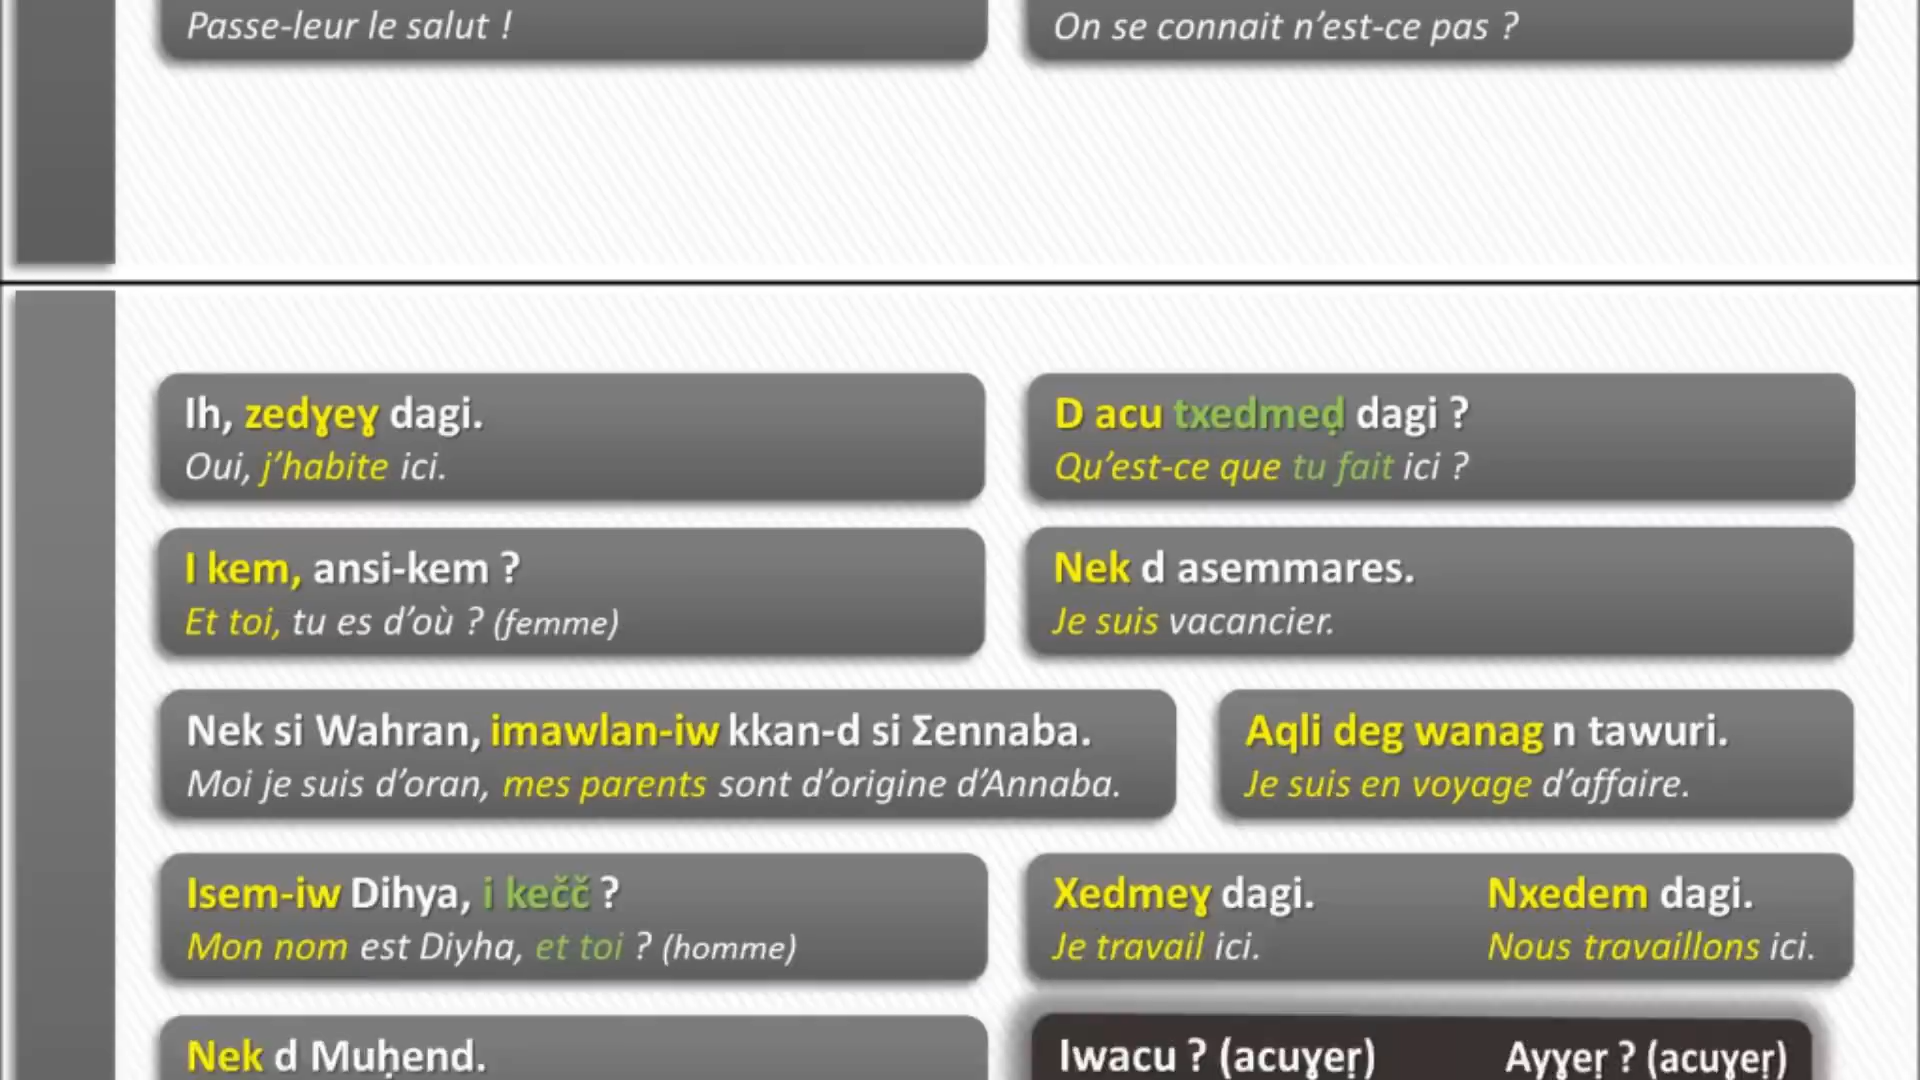 Passe-leur le salut !
On se connait n’est-ce pas ?
Ih, zedɣeɣ dagi.
Oui, j’habite ici.
D acu txedmeḍ dagi ?
Qu’est-ce que tu fait ici ?
I kem, ansi-kem ?
Et toi, tu es d’où ? (femme)
Nek d asemmares.
Je suis vacancier.
Nek si Wahran, imawlan-iw kkan-d si Σennaba.
Moi je suis d’oran, mes parents sont d’origine d’Annaba.
Aqli deg wanag n tawuri.
Je suis en voyage d’affaire.
Isem-iw Dihya, i kečč ?
Mon nom est Diyha, et toi ? (homme)
Xedmeɣ dagi.
Je travail ici.
Nxedem dagi.
Nous travaillons ici.
Nek d Muḥend.
Iwacu ? (acuɣeṛ)
Ayɣeṛ ? (acuɣeṛ)